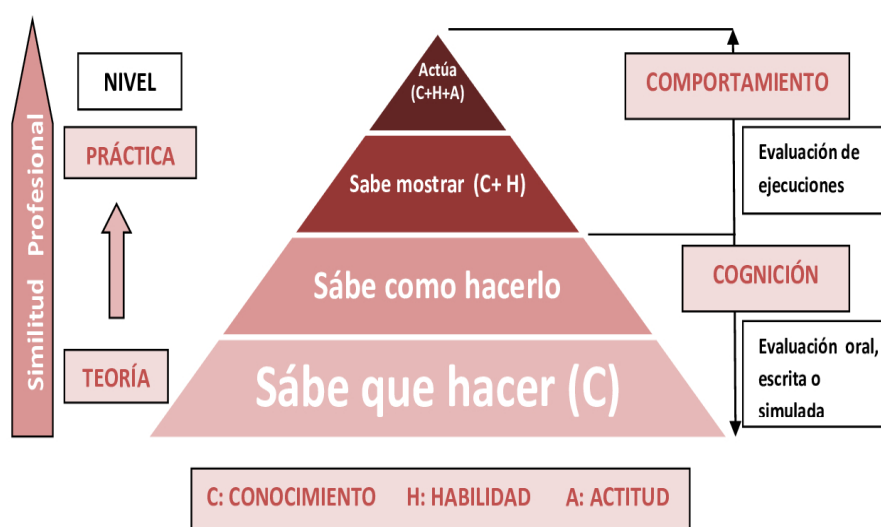 Similitud Profesional
NIVEL
PRÁCTICA
TEORÍA
Actúa
(C+H+A)
Sabe mostrar (C+ H)
Sábe como hacerlo
Sábe que hacer (C)
COMPORTAMIENTO
Evaluación de
ejecuciones
COGNICIÓN
Evaluación oral,
escrita o
simulada
C: CONOCIMIENTO H: HABILIDAD A: ACTITUD